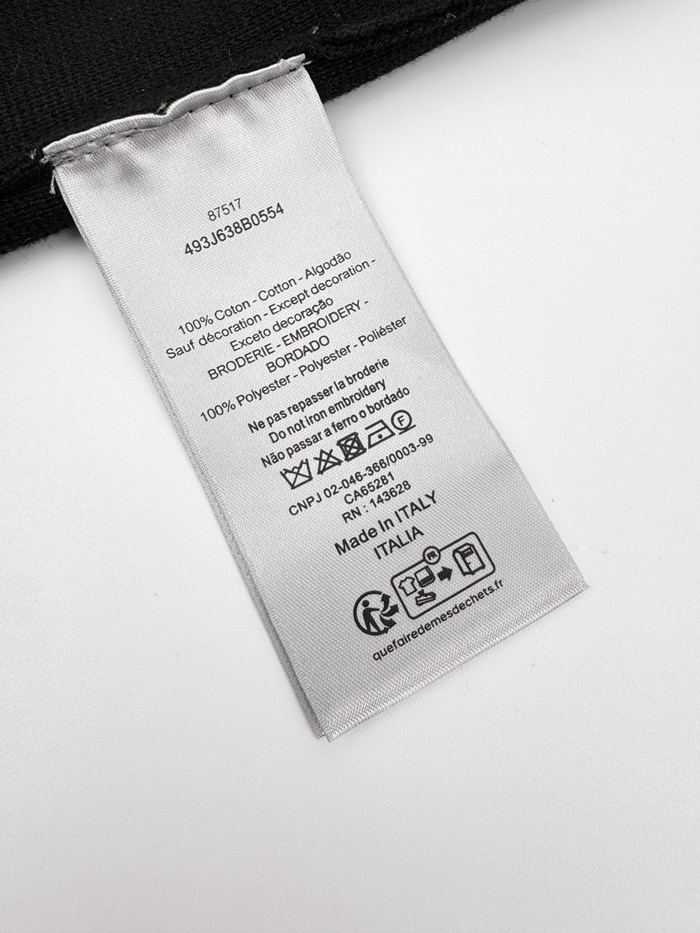 87517
493J638B0554
100% Coton - Cotton - Algodão
Sauf décoration - Except decoration -
Exceto decoração
BRODERIE - EMBROIDERY -
BORDADO
100% Polyester - Polyester - Poliéster
Ne pas repasser la broderie
Do not iron embroidery
Não passar a ferro o bordado
F
CNPJ 02-046-366/0003-99
CA65281
RN : 143628
Made In ITALY
ITALIA
FR
quefairedemesdechets.fr